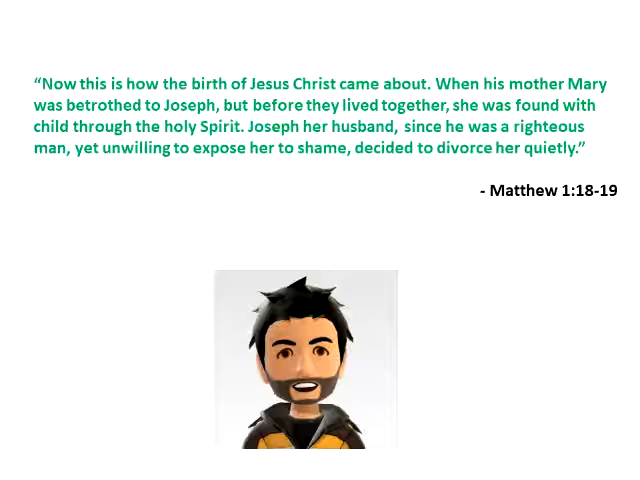 “Now this is how the birth of Jesus Christ came about. When his mother Mary
was betrothed to Joseph, but before they lived together, she was found with
child through the holy Spirit. Joseph her husband, since he was a righteous
man, yet unwilling to expose her to shame, decided to divorce her quietly.”
- Matthew 1:18-19